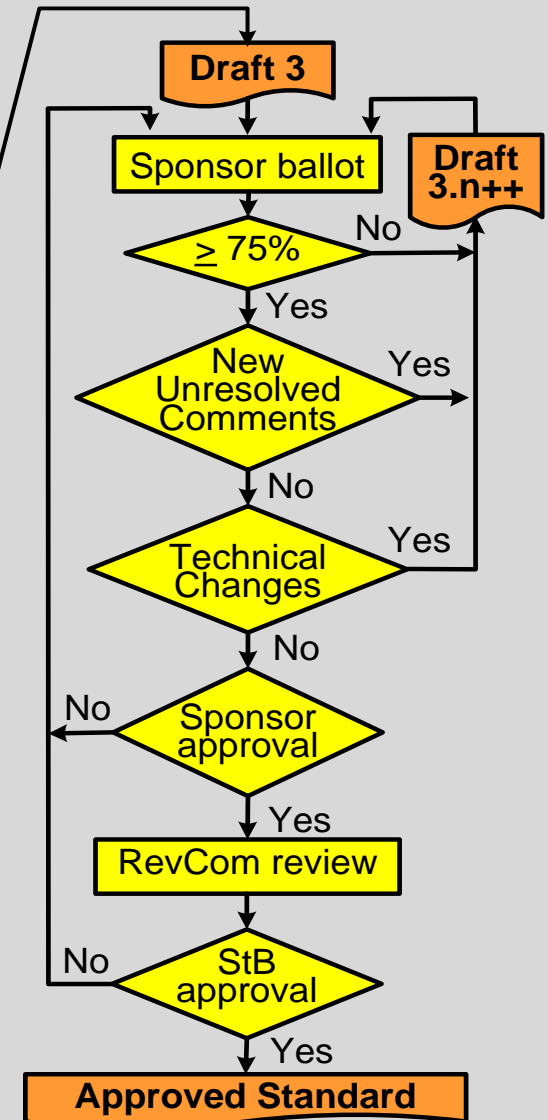 Draft 3
Sponsor ballot
Draft
3.n++
≥ 75%
No
Yes
New
Unresolved
Comments
Yes
No
Technical
Changes
Yes
No
Sponsor
approval
No
Yes
RevCom review
StB
approval
No
Yes
Approved Standard